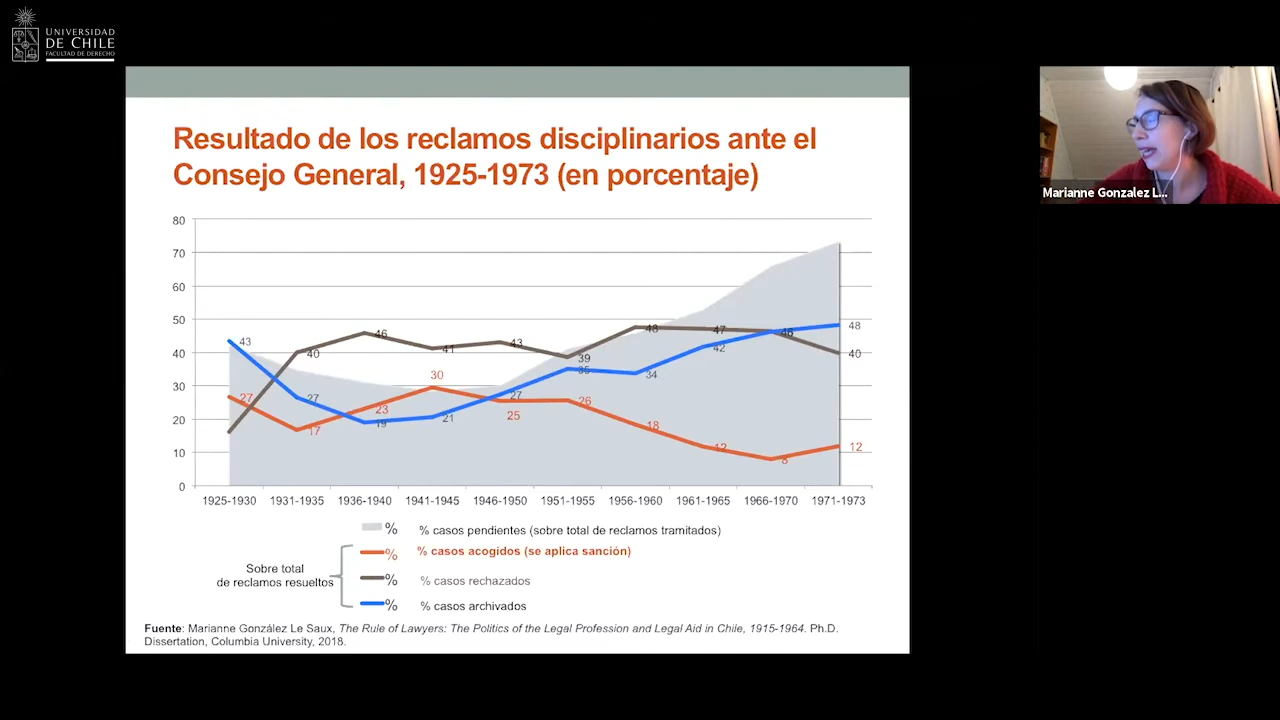 UNIVERSIDAD
DE CHILE
FACULTAD DE DERECHO
Resultado de los reclamos disciplinarios ante el
Consejo General, 1925-1973 (en porcentaje)
Marianne Gonzalez L...
80
70
60
50
40
30
20
10
0
43 27 19 21 27 35 34 42 46 48
40 46 41 43 39 48 47 40
27 17 23 30 25 26 18 12 8 12
1925-1930 1931-1935 1936-1940 1941-1945 1946-1950 1951-1955 1956-1960 1961-1965 1966-1970 1971-1973
% % casos pendientes (sobre total de reclamos tramitados)
% % casos acogidos (se aplica sanción)
Sobre total
de reclamos resueltos
% % casos rechazados
% % casos archivados
Fuente: Marianne González Le Saux, The Rule of Lawyers: The Politics of the Legal Profession and Legal Aid in Chile, 1915-1964. Ph.D.
Dissertation, Columbia University, 2018.